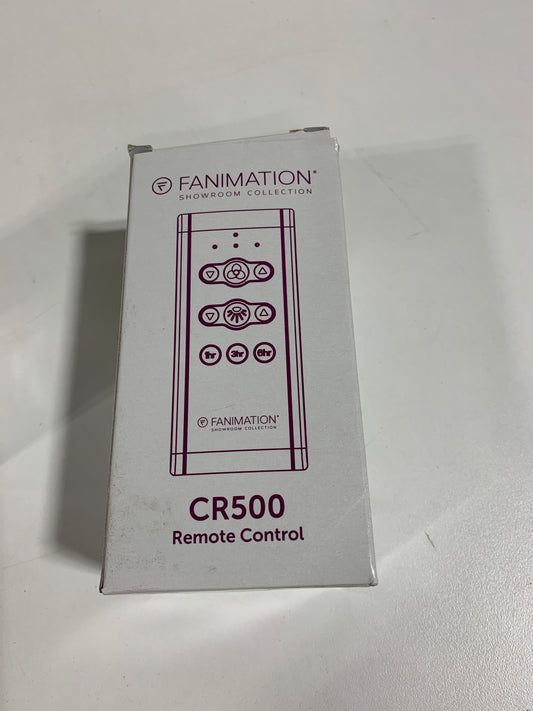 FANIMATION®
SHOWROOM COLLECTION
1hr 3hr 6hr
FANIMATION®
SHOWROOM COLLECTION
CR500
Remote Control